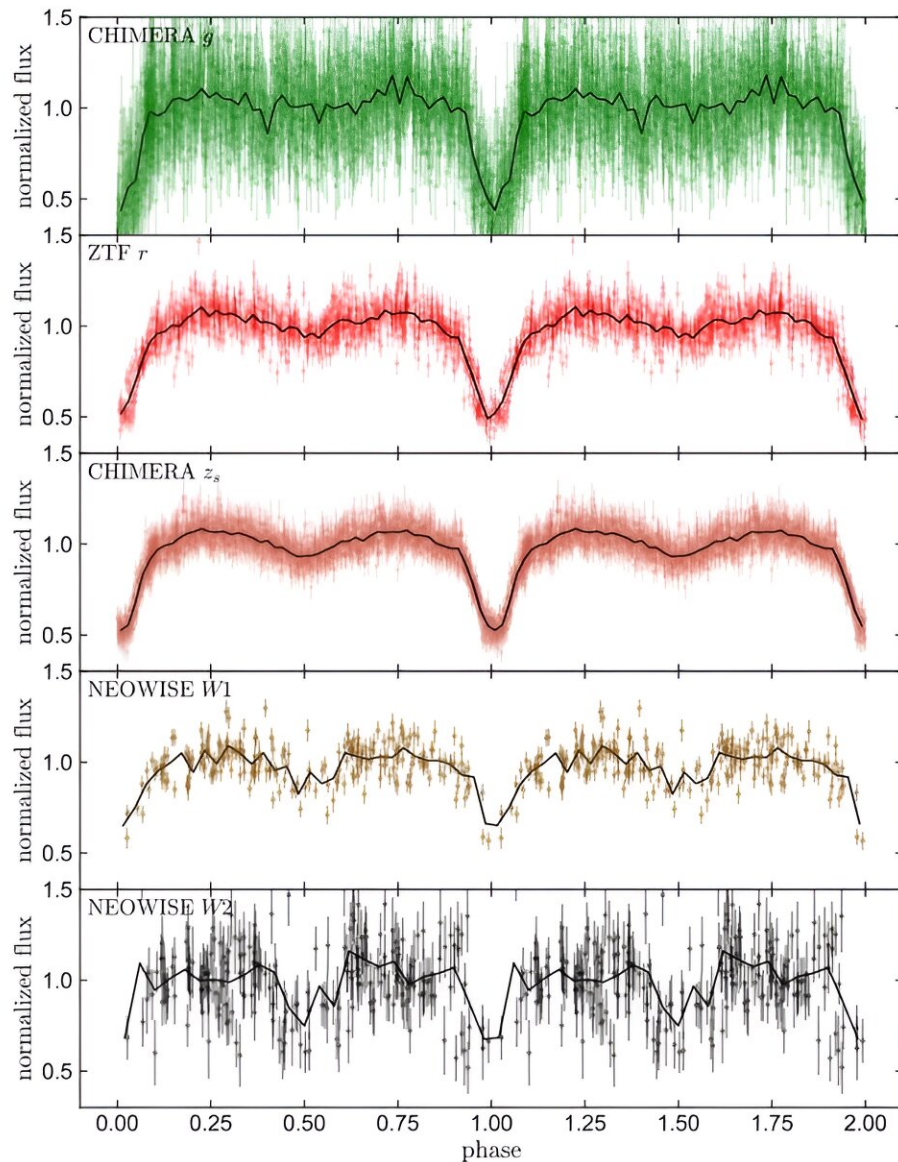 CHIMERA g
1.5
1.0
0.5
normalized flux
ZTF r
1.5
1.0
0.5
normalized flux
CHIMERA zs
1.5
1.0
0.5
normalized flux
NEOWISE W1
1.5
1.0
0.5
normalized flux
NEOWISE W2
1.5
1.0
0.5
normalized flux
0.00 0.25 0.50 0.75 1.00 1.25 1.50 1.75 2.00
phase